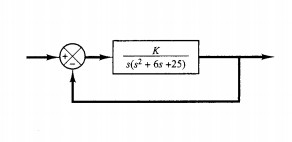 +
−
K
s(s² + 6s +25)